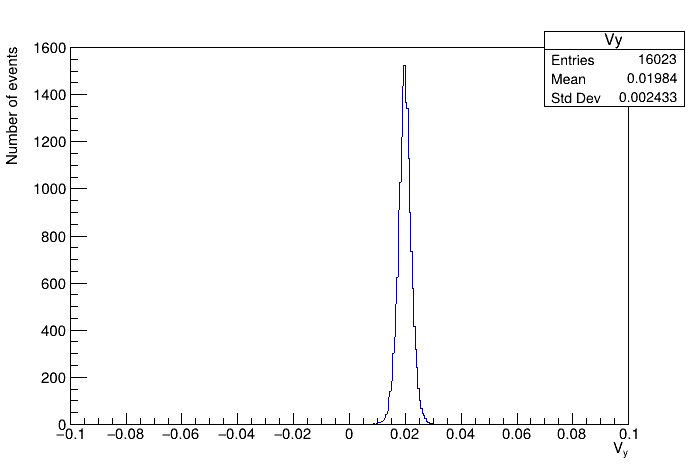 Vy
Entries 16023
Mean 0.01984
Std Dev 0.002433
Number of events
1600
1400
1200
1000
800
600
400
200
0
−0.1 −0.08 −0.06 −0.04 −0.02 0 0.02 0.04 0.06 0.08 0.1
Vy